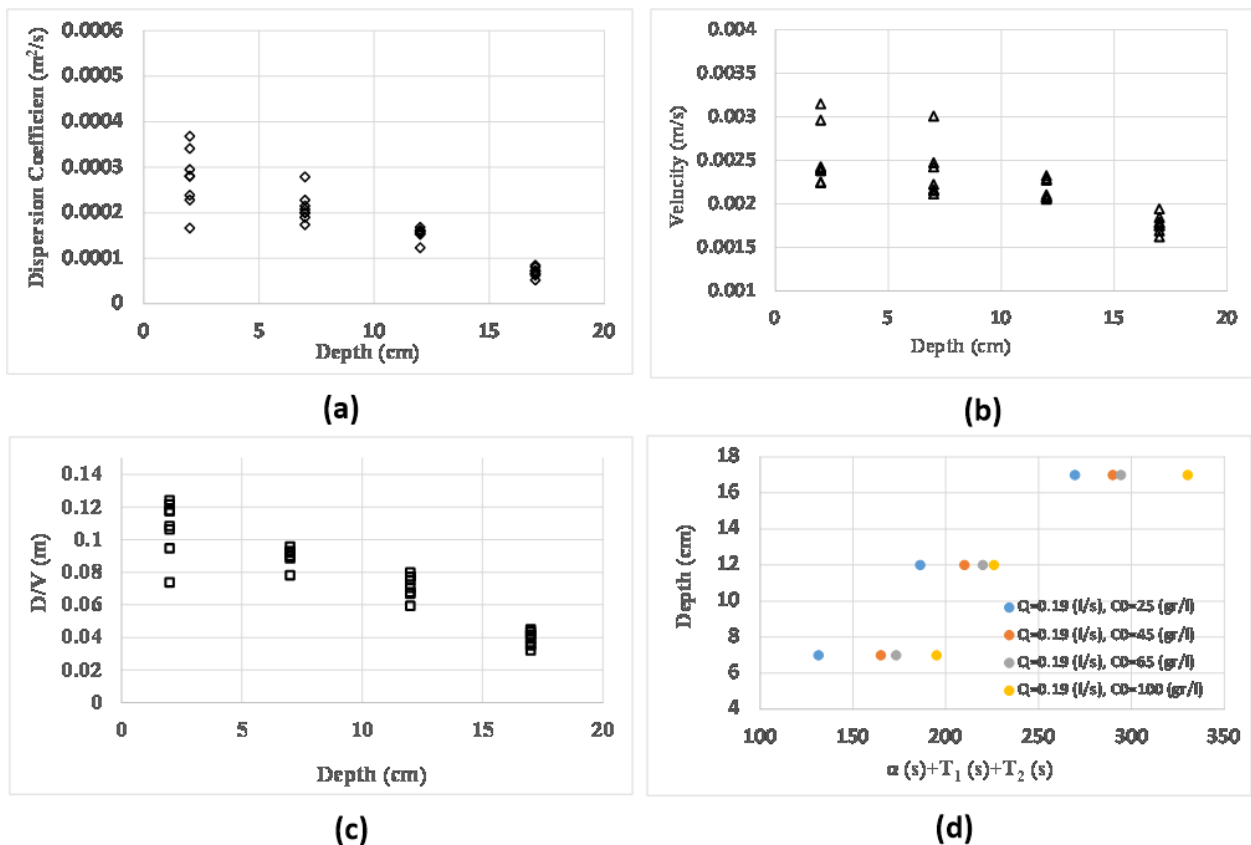 0.0006
0.0005
0.0004
0.0003
0.0002
0.0001
0
Dispersion Coefficien (m²/s)
0 5 10 15 20
Depth (cm)
(a)
0.004
0.0035
0.003
0.0025
0.002
0.0015
0.001
Velocity (m/s)
0 5 10 15 20
Depth (cm)
(b)
0.14
0.12
0.1
0.08
0.06
0.04
0.02
0
D/V (m)
0 5 10 15 20
Depth (cm)
(c)
18
16
14
12
10
8
6
4
Depth (cm)
Q=0.19 (l/s), C0=25 (gr/l)
Q=0.19 (l/s), C0=45 (gr/l)
Q=0.19 (l/s), C0=65 (gr/l)
Q=0.19 (l/s), C0=100 (gr/l)
100 150 200 250 300 350
α (s)+T₁ (s)+T₂ (s)
(d)